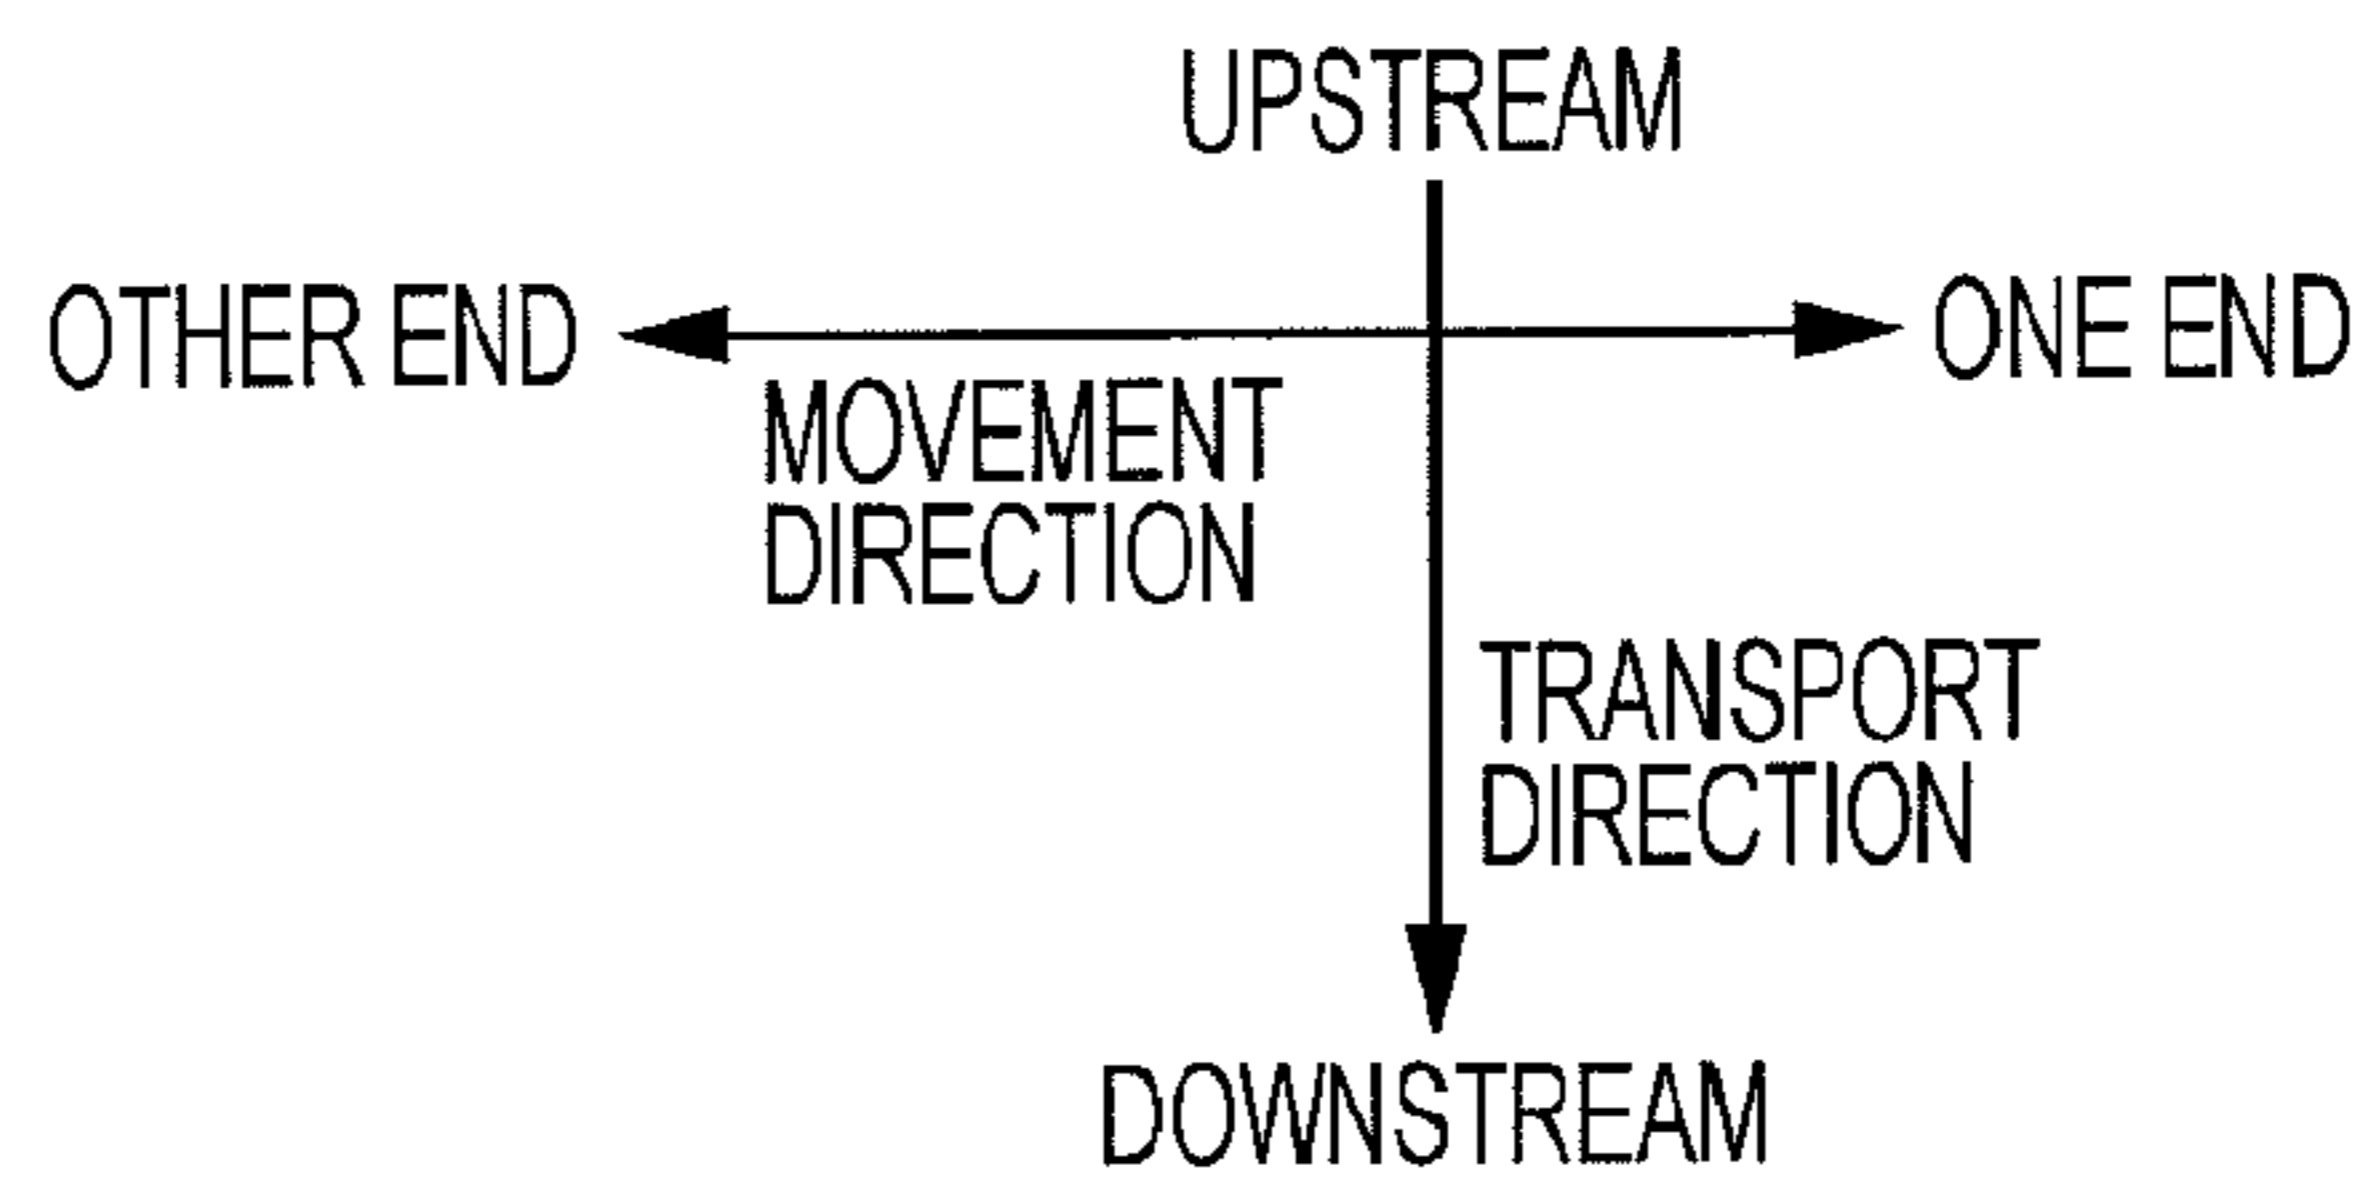 UPSTREAM
OTHER END
ONE END
MOVEMENT
DIRECTION
TRANSPORT
DIRECTION
DOWNSTREAM